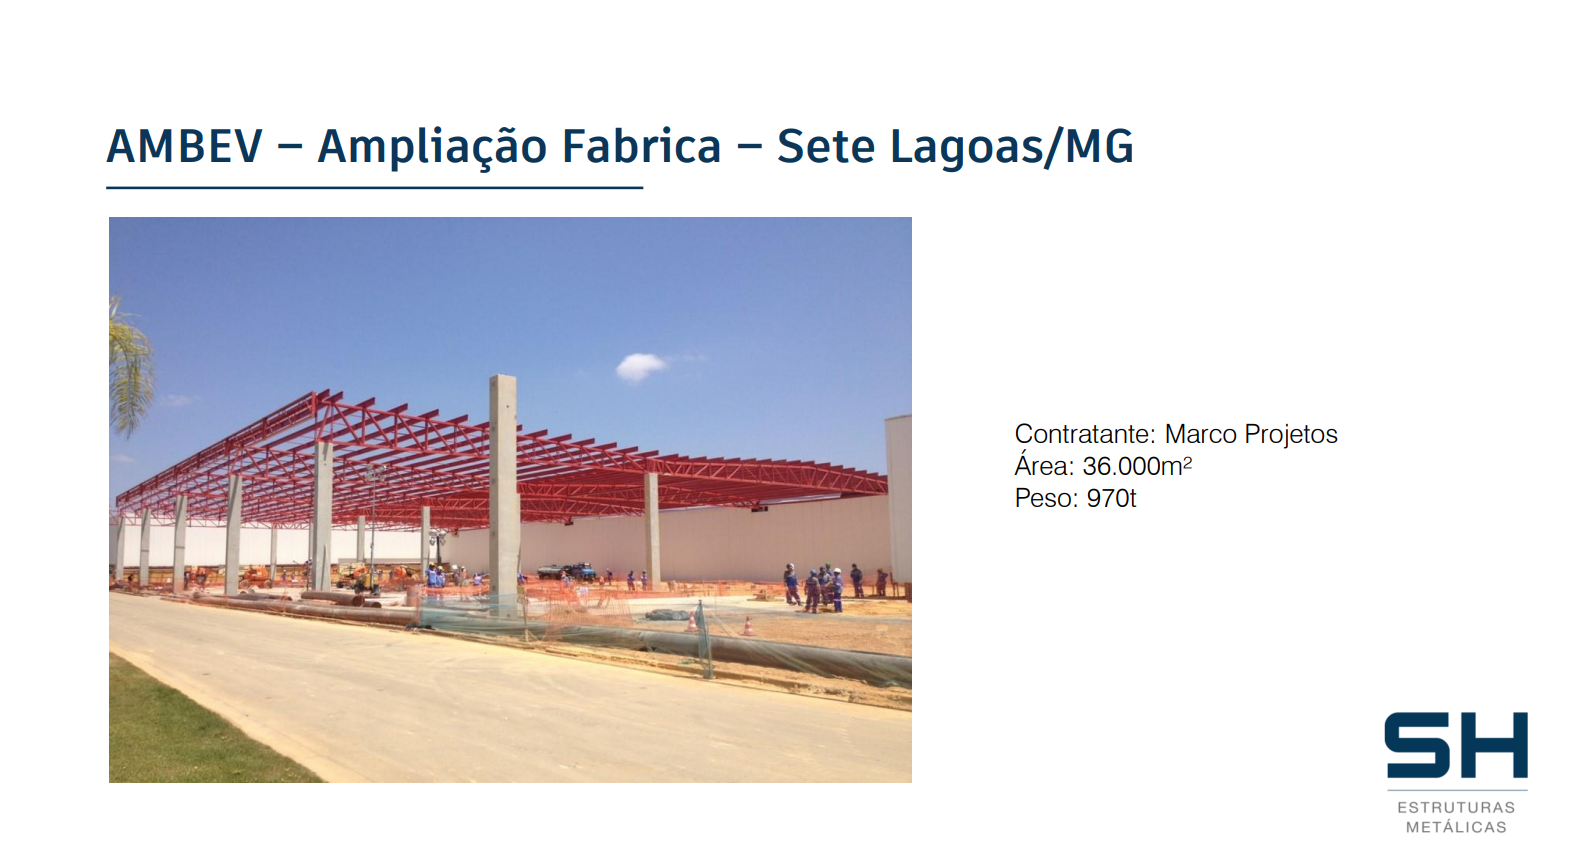 AMBEV – Ampliação Fabrica – Sete Lagoas/MG
Contratante: Marco Projetos
Área: 36.000m²
Peso: 970t
SH
ESTRUTURAS
METÁLICAS